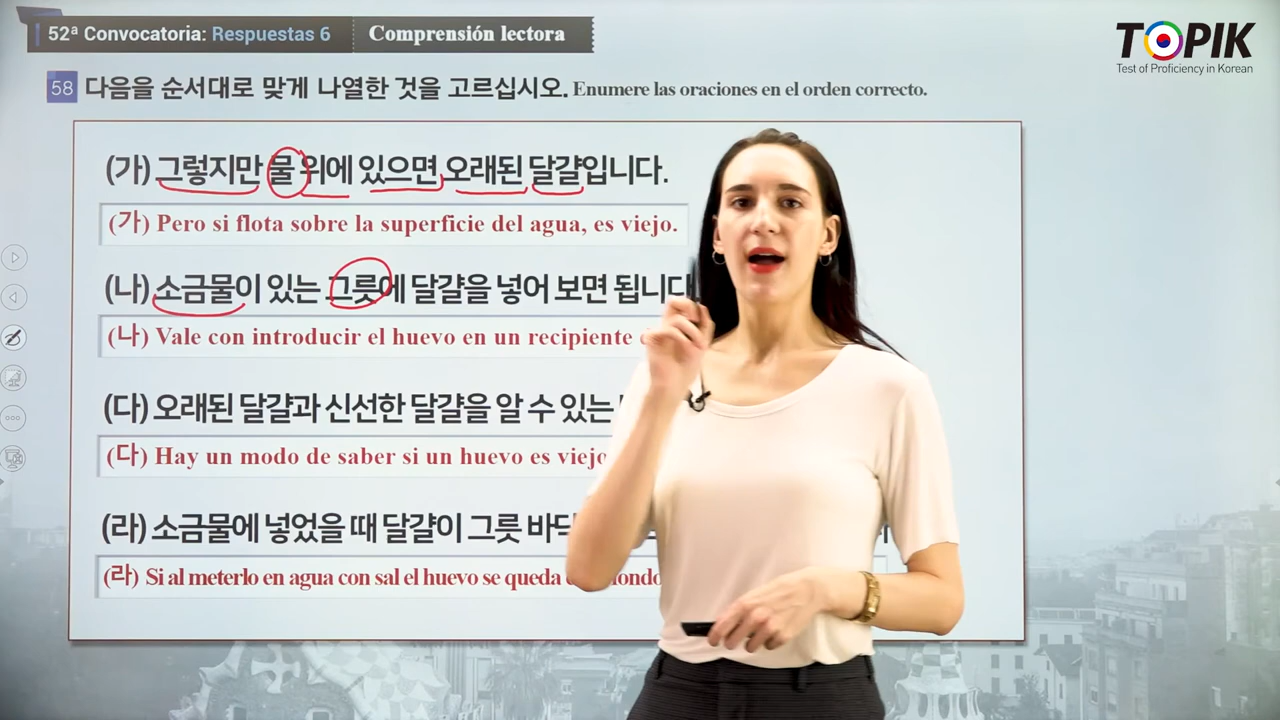 52ª Convocatoria: Respuestas 6 Comprensión lectora
TOPIK
Test of Proficiency in Korean
58 다음을 순서대로 맞게 나열한 것을 고르십시오. Enumere las oraciones en el orden correcto.
(가) 그렇지만 물 위에 있으면 오래된 달걀입니다.
(가) Pero si flota sobre la superficie del agua, es viejo.
(나) 소금물이 있는 그릇에 달걀을 넣어 보면 됩니다
(나) Vale con introducir el huevo en un recipiente
(다) 오래된 달걀과 신선한 달걀을 알 수 있는
(다) Hay un modo de saber si un huevo es viejo
(라) 소금물에 넣었을 때 달걀이 그릇
(라) Si al meterlo en agua con sal el huevo se queda